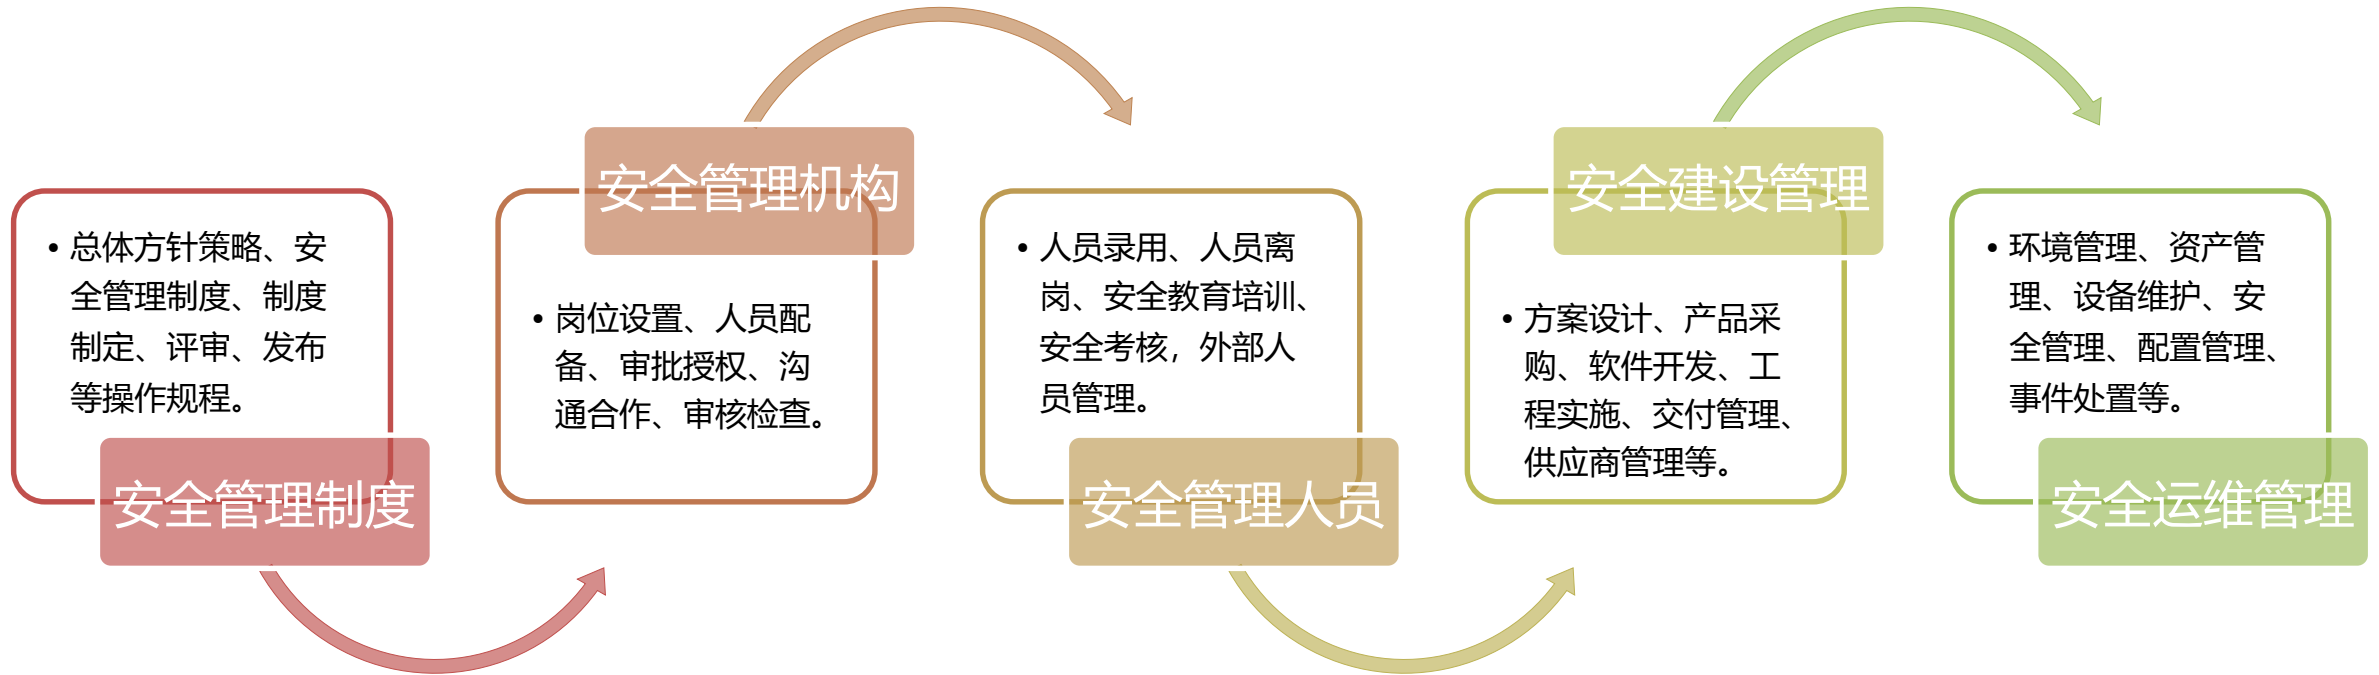 • 总体方针策略、安
全管理制度、制度
制定、评审、发布
等操作规程。
安全管理制度
安全管理机构
• 岗位设置、人员配
备、审批授权、沟
通合作、审核检查。
• 人员录用、人员离
岗、安全教育培训、
安全考核，外部人
员管理。
安全管理人员
安全建设管理
• 方案设计、产品采
购、软件开发、工
程实施、交付管理、
供应商管理等。
• 环境管理、资产管
理、设备维护、安
全管理、配置管理、
事件处置等。
安全运维管理